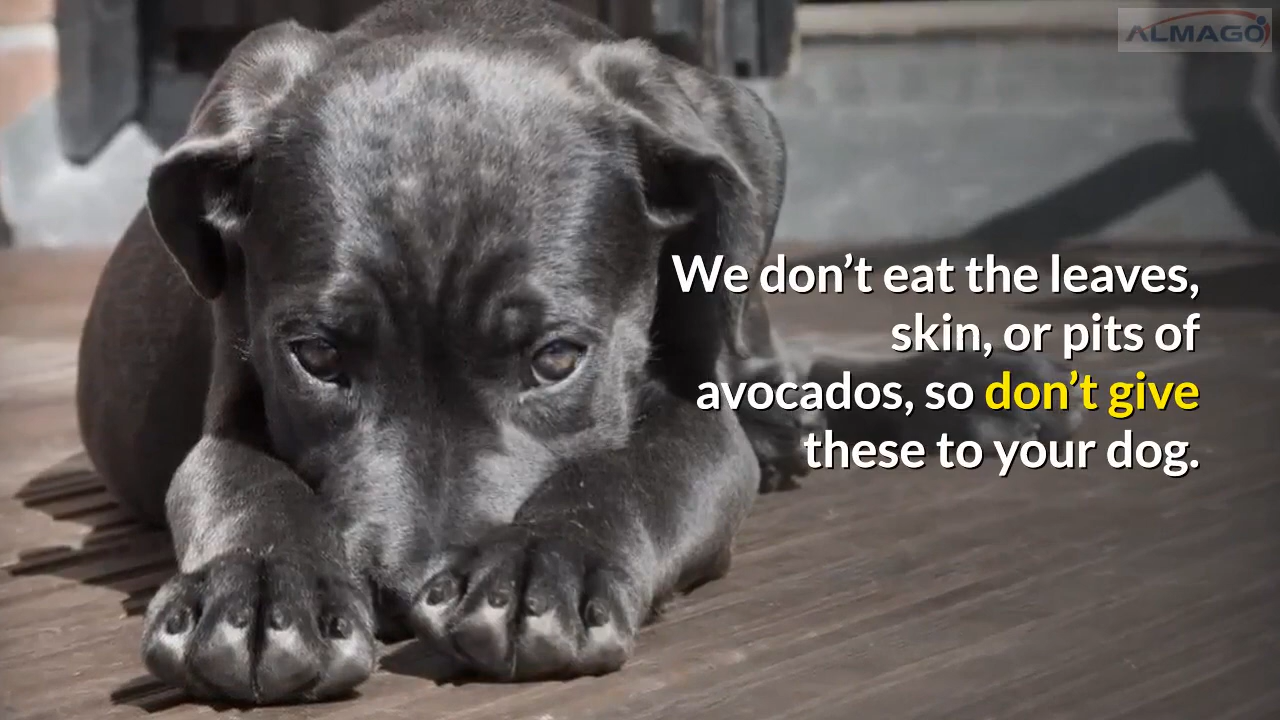 ALMAGO
We don’t eat the leaves,
skin, or pits of
avocados, so don’t give
these to your dog.